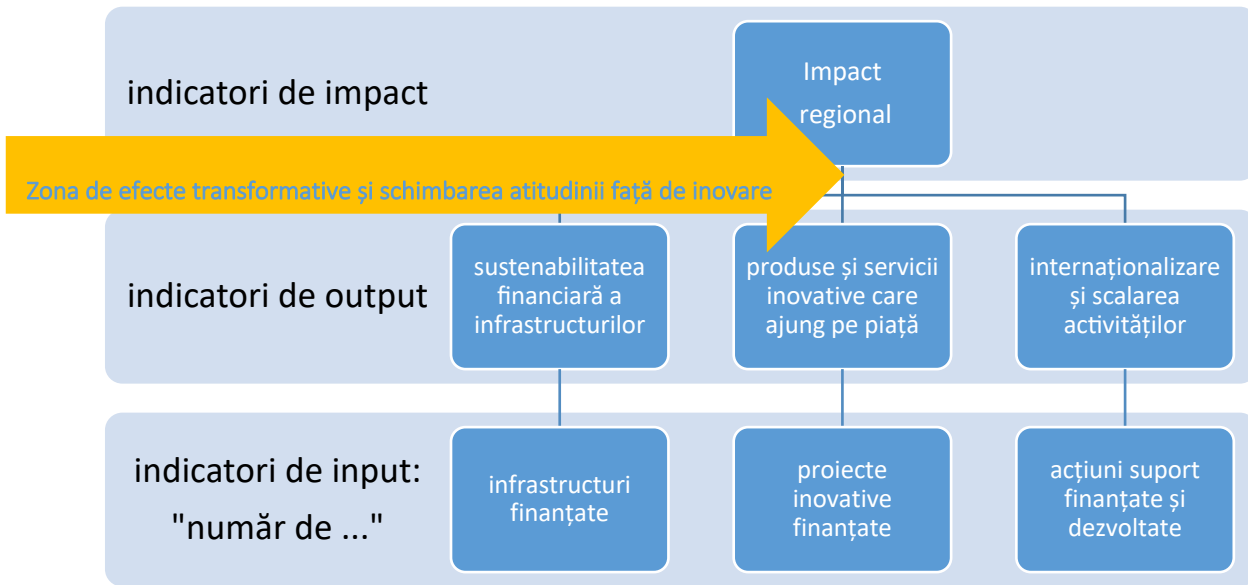 indicatori de impact
Impact
regional
Zona de efecte transformative și schimbarea atitudinii față de inovare
indicatori de output
sustenabilitatea
financiară a
infrastructurilor
produse și servicii
inovative care
ajung pe piață
internaționalizare
și scalarea
activităților
indicatori de input:
"număr de ..."
infrastructuri
finanțate
proiecte
inovative
finanțate
acțiuni suport
finanțate și
dezvoltate